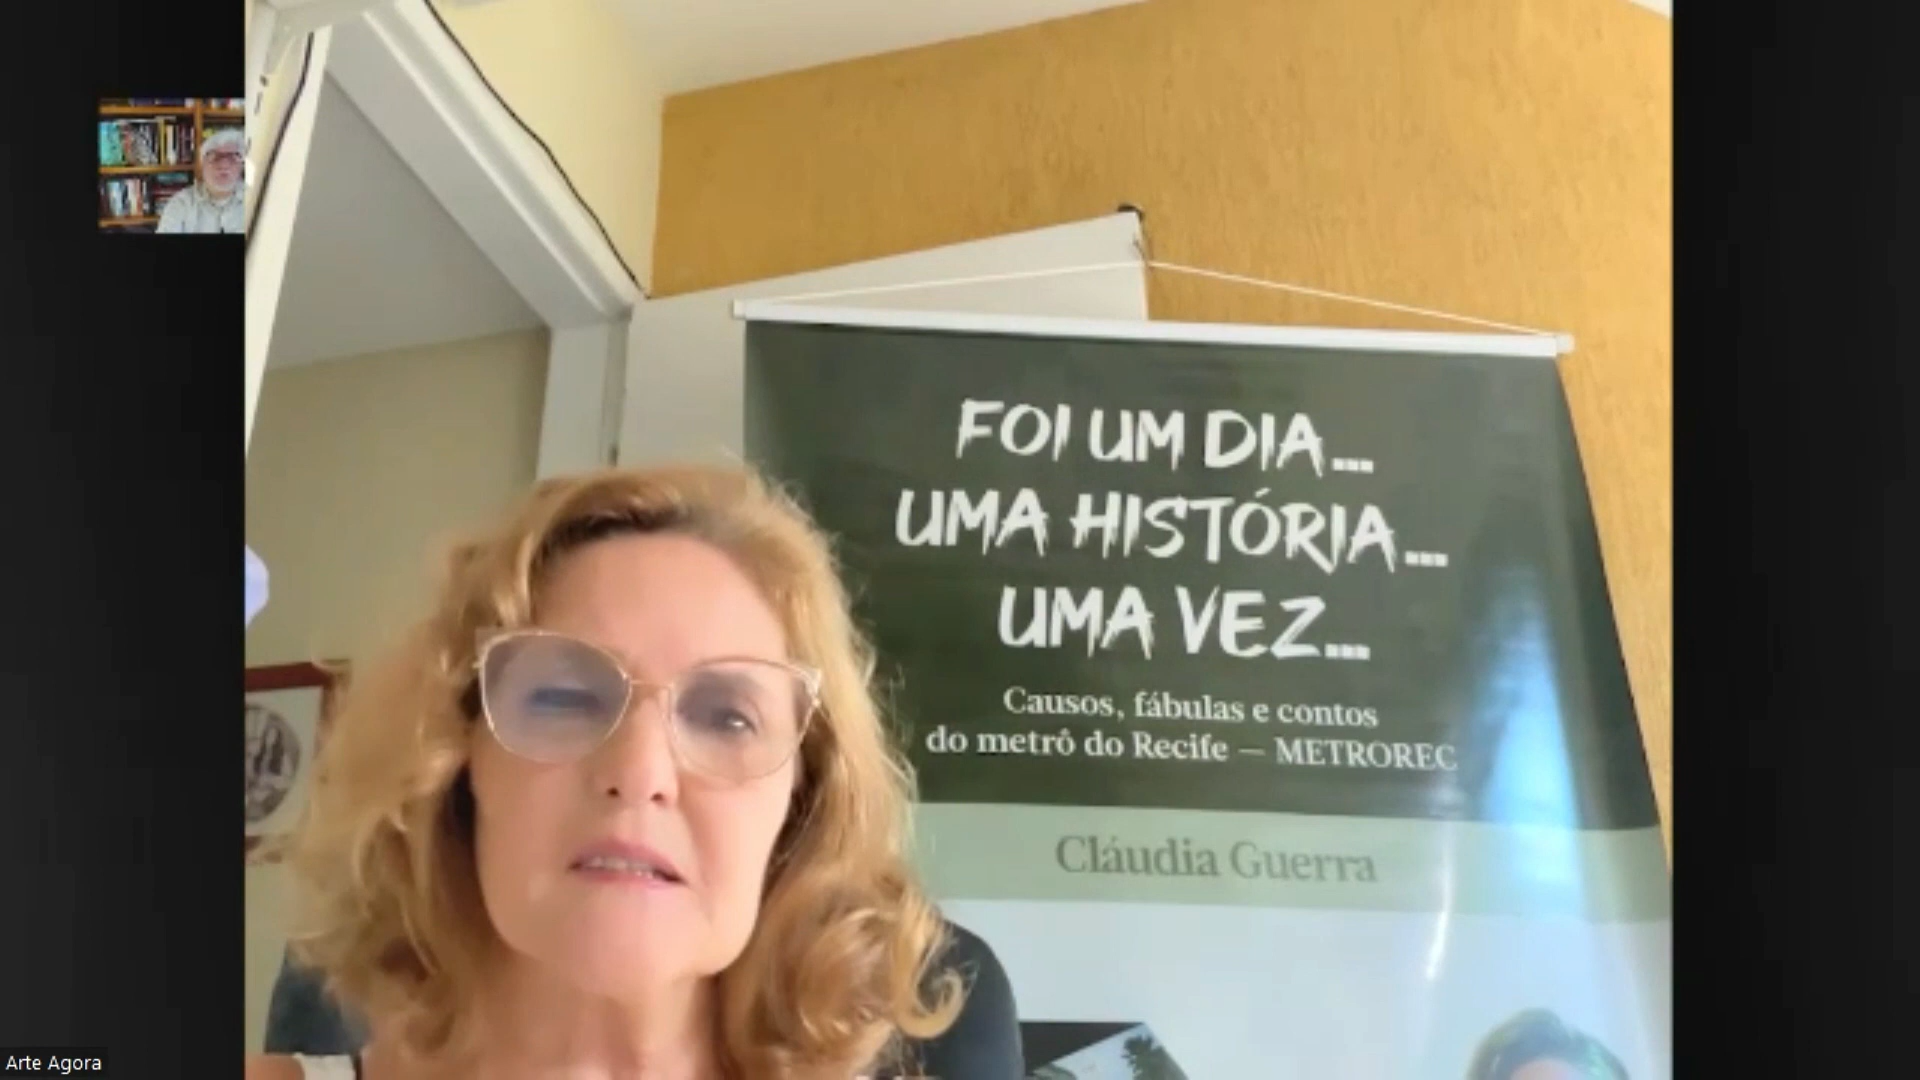 FOI UM DIA...
UMA HISTÓRIA...
UMA VEZ...
Causos, fábulas e contos
do metrô do Recife — METROREC
Cláudia Guerra
Arte Agora